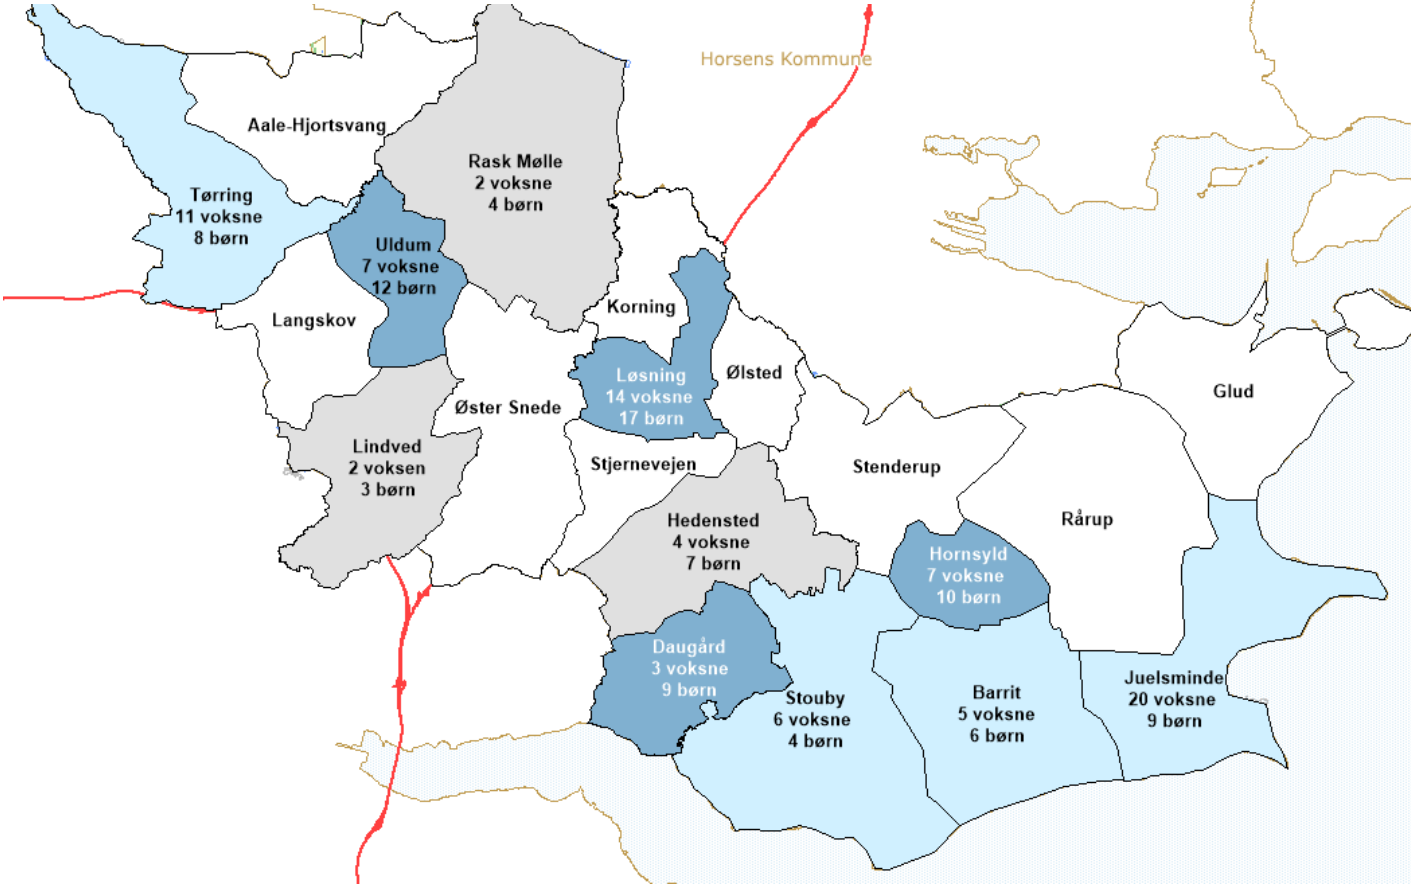 Horsens Kommune
Aale-Hjortsvang
Rask Mølle
2 voksne
4 børn
Tørring
11 voksne
8 børn
Uldum
7 voksne
12 børn
Langskov
Korning
Løsning
14 voksne
17 børn
Ølsted
Glud
Øster Snede
Lindved
2 voksen
3 børn
Stjernevejen
Stenderup
Hedensted
4 voksne
7 børn
Rårup
Hornsyld
7 voksne
10 børn
Daugård
3 voksne
9 børn
Stouby
6 voksne
4 børn
Barrit
5 voksne
6 børn
Juelsminde
20 voksne
9 børn